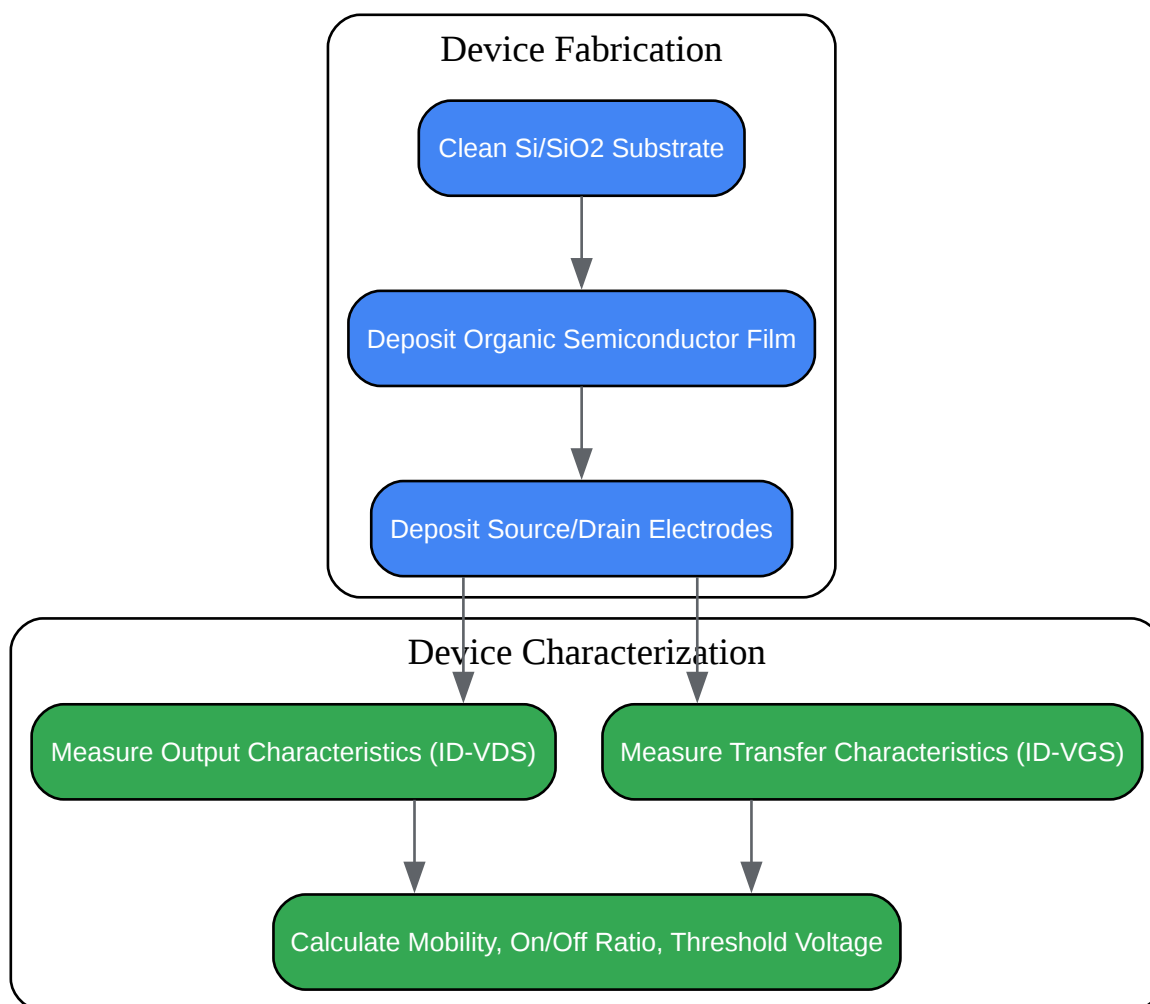 Device Fabrication
Clean Si/SiO2 Substrate
Deposit Organic Semiconductor Film
Deposit Source/Drain Electrodes
Device Characterization
Measure Output Characteristics (ID-VDS)
Measure Transfer Characteristics (ID-VGS)
Calculate Mobility, On/Off Ratio, Threshold Voltage